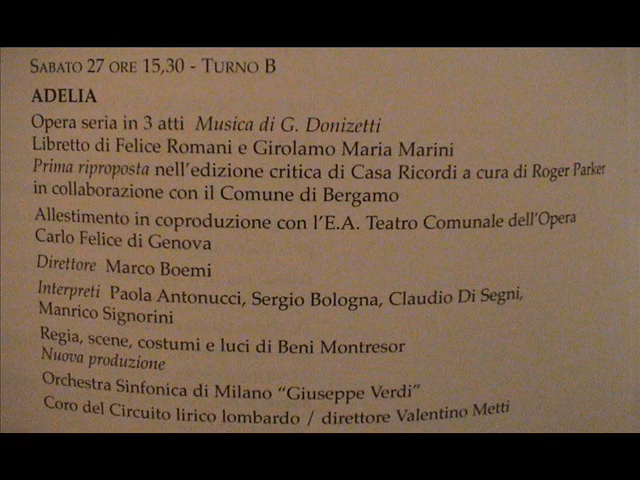 SABATO 27 ORE 15,30 - TURNO B
ADELIA
Opera seria in 3 atti Musica di G. Donizetti
Libretto di Felice Romani e Girolamo Maria Marini
Prima riproposta nell'edizione critica di Casa Ricordi a cura di Roger Parker
in collaborazione con il Comune di Bergamo
Allestimento in coproduzione con l'E.A. Teatro Comunale dell'Opera
Carlo Felice di Genova
Direttore Marco Boemi
Interpreti Paola Antonucci, Sergio Bologna, Claudio Di Segni,
Manrico Signorini
Regia, scene, costumi e luci di Beni Montresor
Nuova produzione
Orchestra Sinfonica di Milano "Giuseppe Verdi"
Coro del Circuito lirico lombardo / direttore Valentino Metti